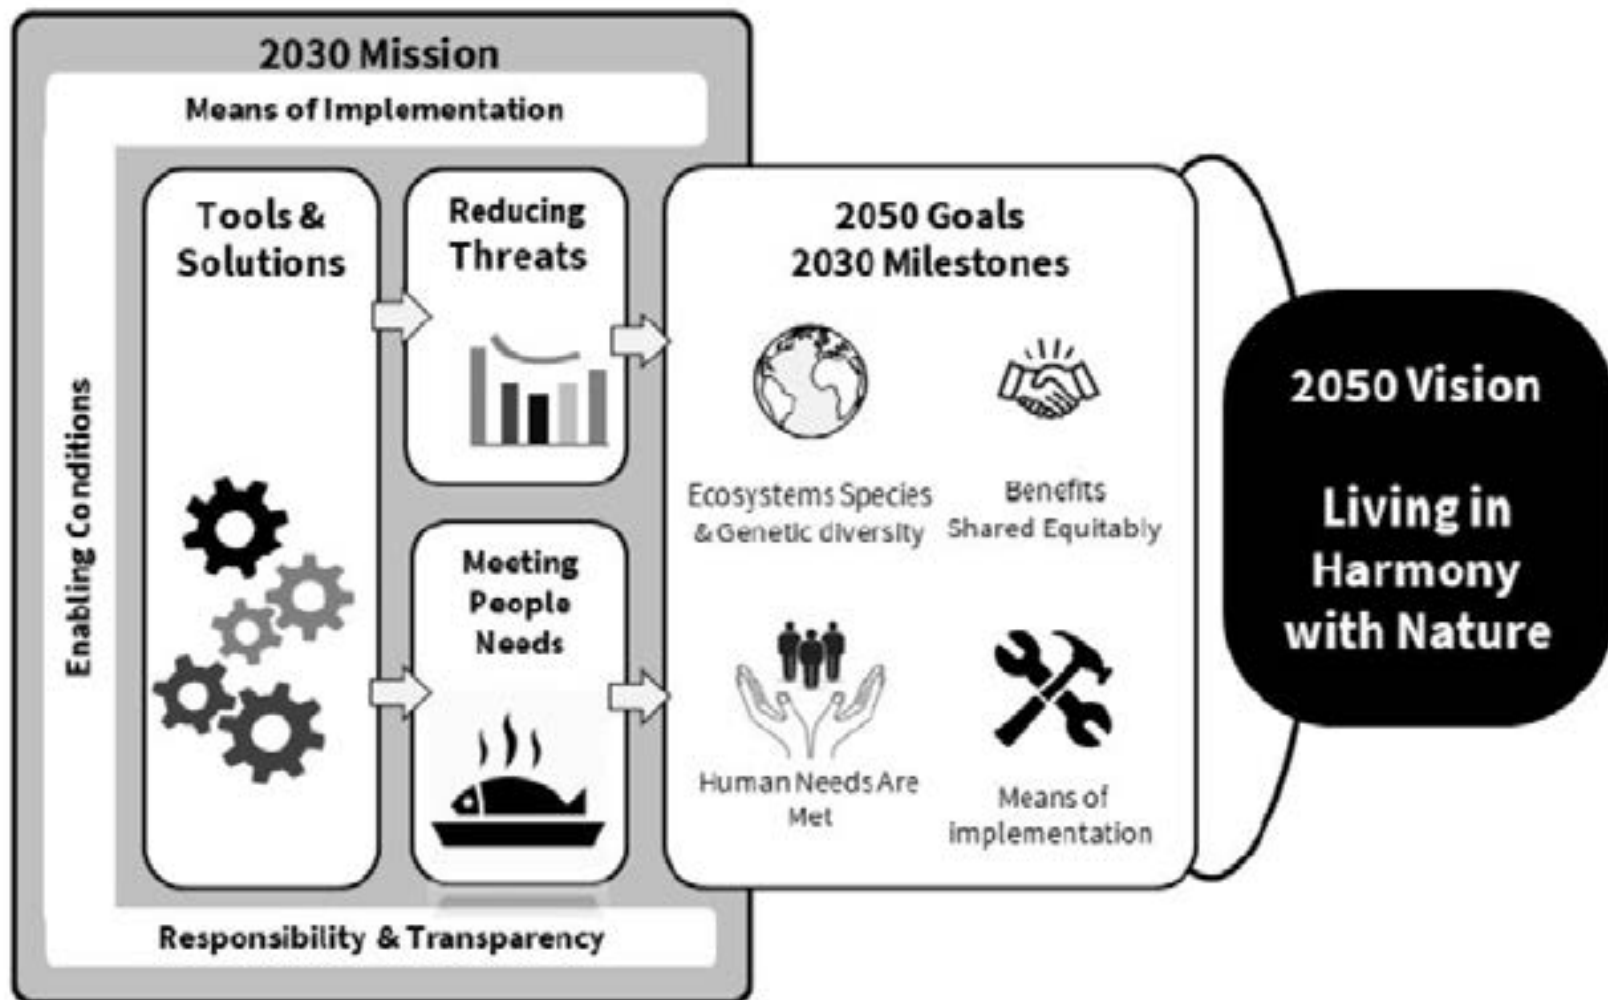 2030 Mission
Means of Implementation
Enabling Conditions
Tools &
Solutions
Reducing
Threats
Meeting
People
Needs
2050 Goals
2030 Milestones
Ecosystems Species
& Genetic diversity
Benefits
Shared Equitably
Human Needs Are
Met
Means of
implementation
2050 Vision
Living in
Harmony
with Nature
Responsibility & Transparency